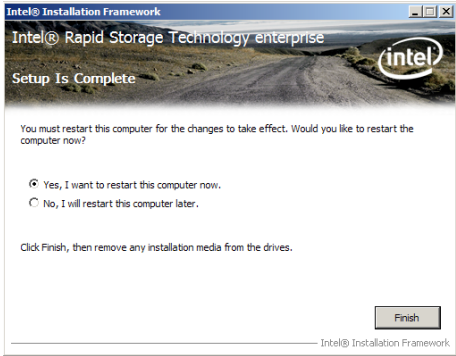 Intel® Installation Framework
Intel® Rapid Storage Technology enterprise
intel
Setup Is Complete
You must restart this computer for the changes to take effect. Would you like to restart the
computer now?
Yes, I want to restart this computer now.
No, I will restart this computer later.
Click Finish, then remove any installation media from the drives.
Finish
Intel® Installation Framework